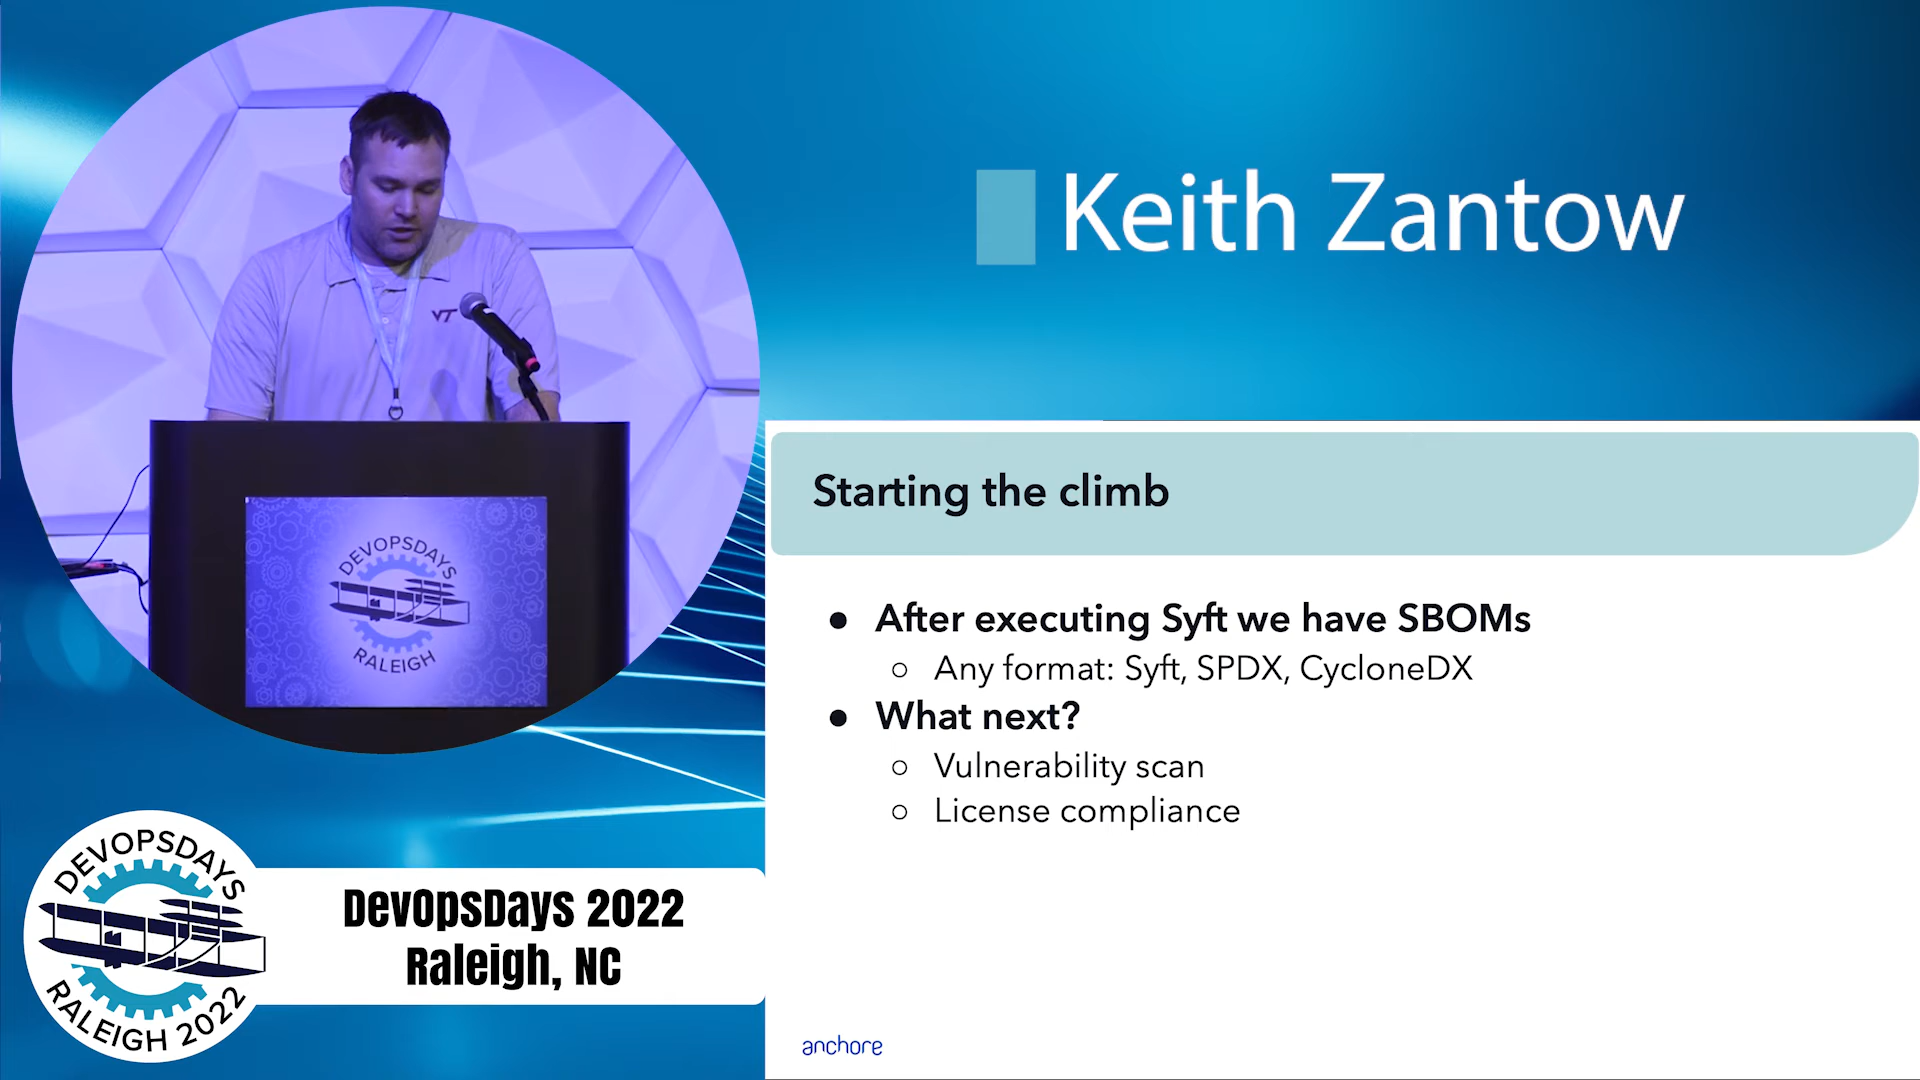 Keith Zantow
VT
DEVOPSDAYS
RALEIGH
Starting the climb
● After executing Syft we have SBOMs
○ Any format: Syft, SPDX, CycloneDX
● What next?
○ Vulnerability scan
○ License compliance
DEVOPSDAYS
RALEIGH 2022
DevOpsDays 2022
Raleigh, NC
anchore